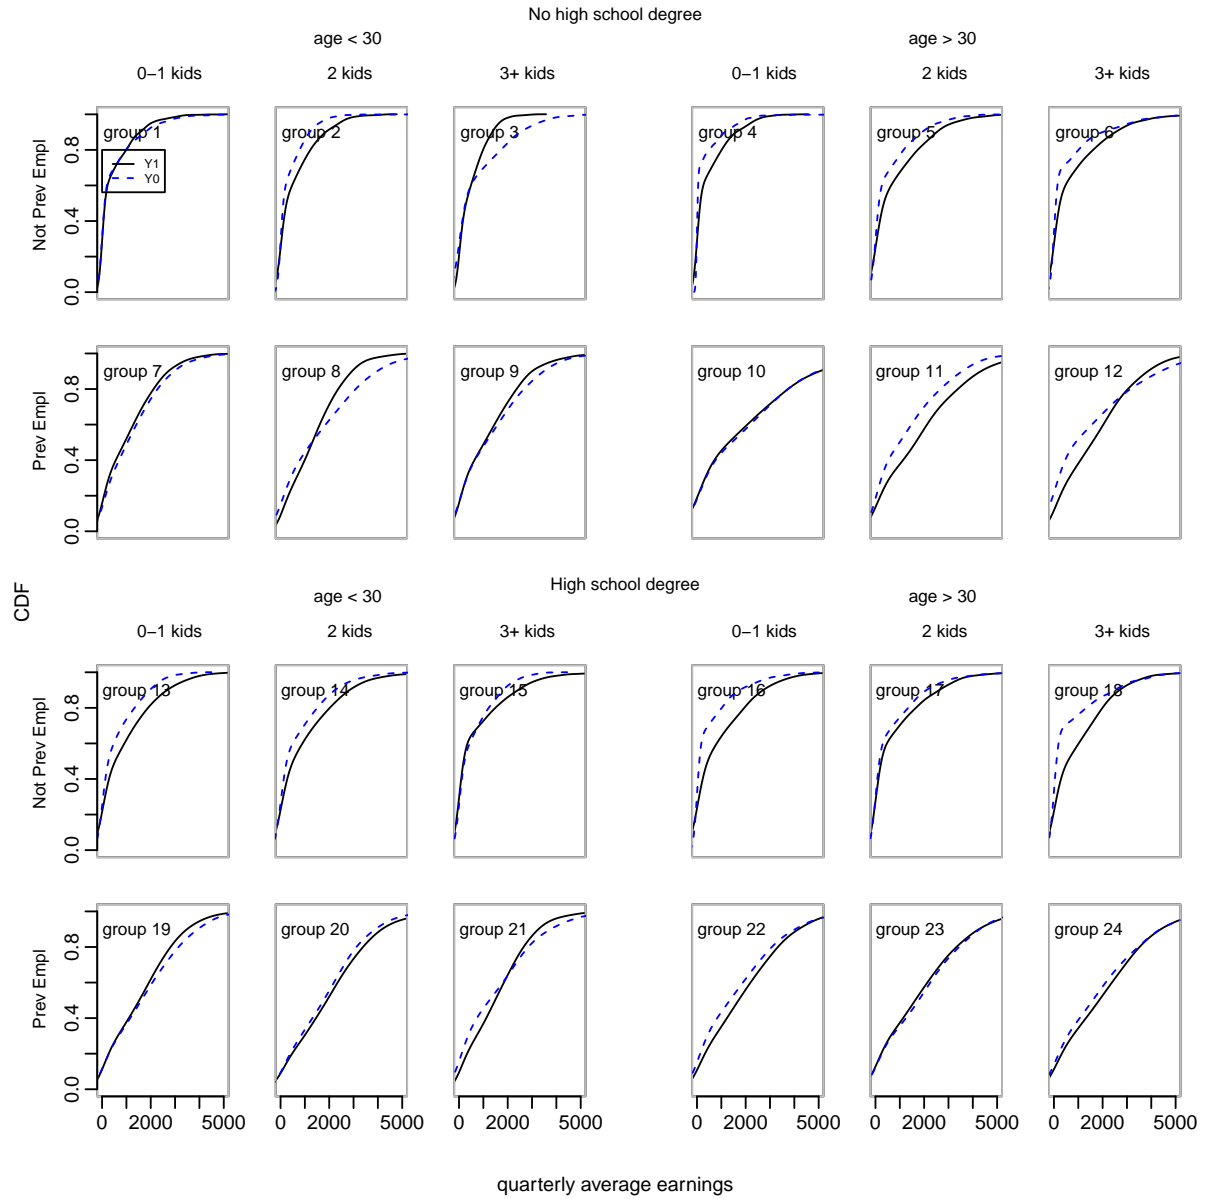 No high school degree
age < 30 age > 30
0−1 kids 2 kids 3+ kids 0−1 kids 2 kids 3+ kids
group 1 group 2 group 3 group 4 group 5 group 6
Y1
Y0
0.0 0.4 0.8
Not Prev Empl
group 7 group 8 group 9 group 10 group 11 group 12
0.0 0.4 0.8
Prev Empl
CDF
High school degree
age < 30 age > 30
0−1 kids 2 kids 3+ kids 0−1 kids 2 kids 3+ kids
group 13 group 14 group 15 group 16 group 17 group 18
0.0 0.4 0.8
Not Prev Empl
group 19 group 20 group 21 group 22 group 23 group 24
0.0 0.4 0.8
Prev Empl
0 2000 5000 0 2000 5000 0 2000 5000 0 2000 5000 0 2000 5000 0 2000 5000
quarterly average earnings